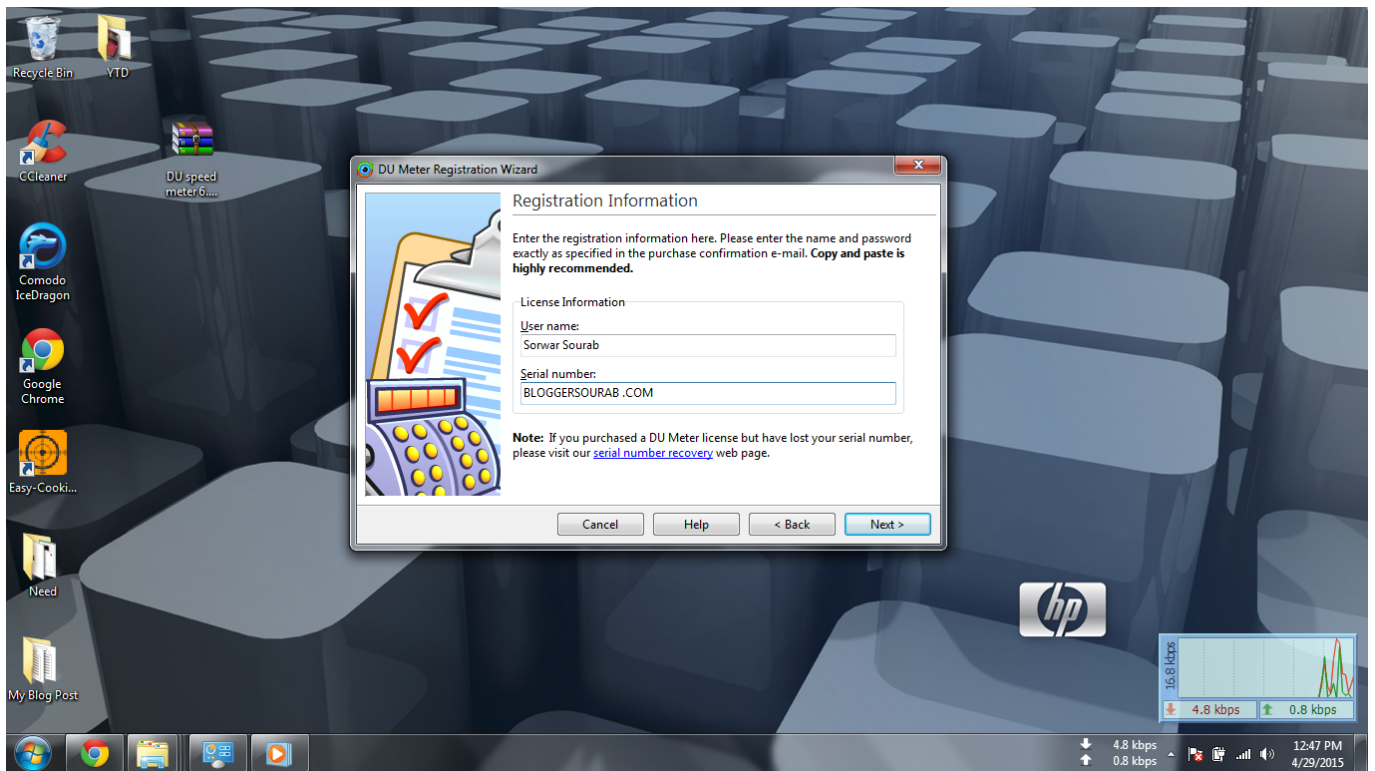 Recycle Bin
YTD
CCleaner
DU speed
meter 6....
Comodo
IceDragon
Google
Chrome
Easy-Cooki...
Need
My Blog Post
DU Meter Registration Wizard
Registration Information
Enter the registration information here. Please enter the name and password
exactly as specified in the purchase confirmation e-mail. Copy and paste is
highly recommended.
License Information
User name:
Sorwar Sourab
Serial number:
BLOGGERSOURAB .COM
Note: If you purchased a DU Meter license but have lost your serial number,
please visit our serial number recovery web page.
Cancel
Help
< Back
Next >
hp
16.8 kbps
4.8 kbps
0.8 kbps
4.8 kbps
0.8 kbps
12:47 PM
4/29/2015